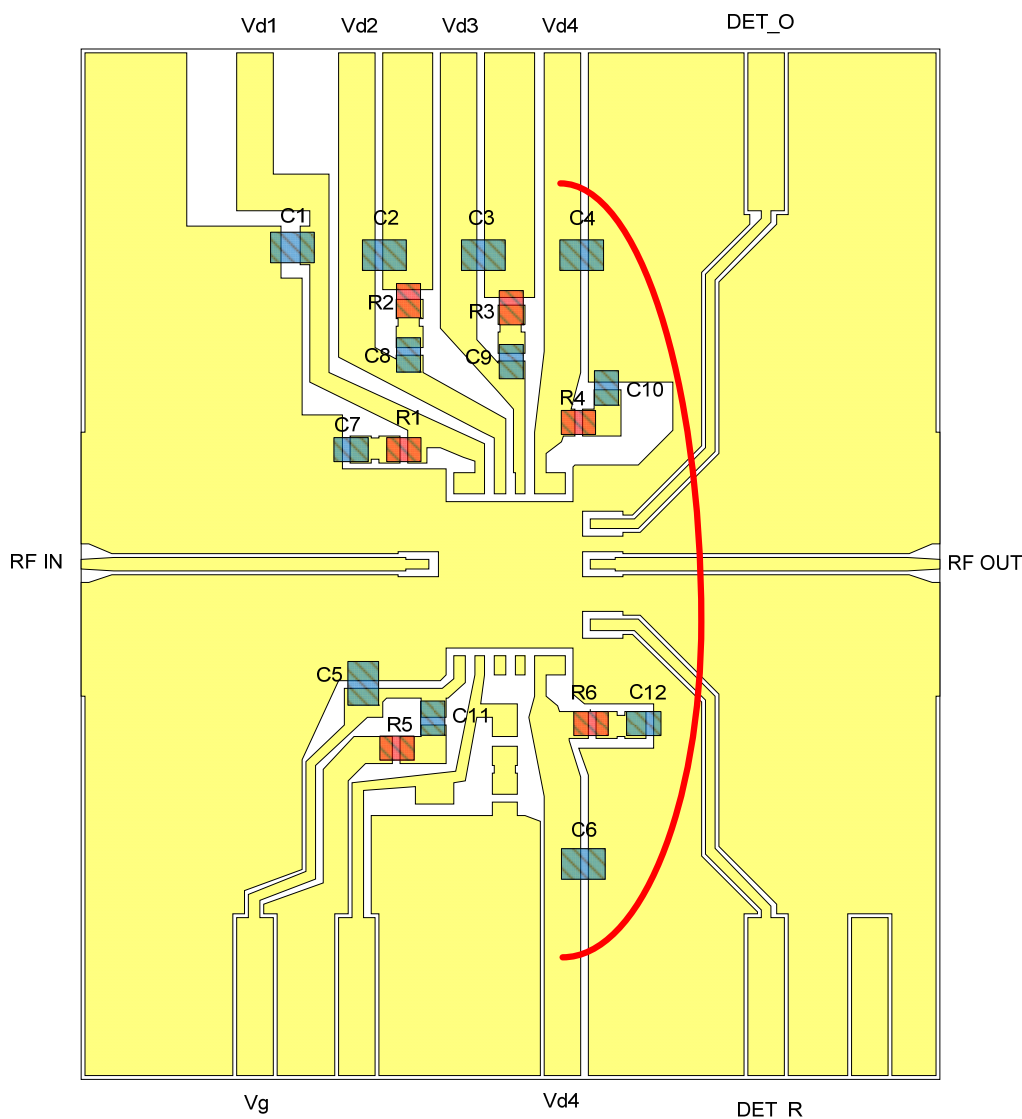 Vd1
Vd2
Vd3
Vd4
DET_O
C1
C2
C3
C4
R2
R3
C8
C9
C10
R4
C7
R1
RF IN
RF OUT
C5
C11
R5
R6
C12
C6
Vg
Vd4
DET_R